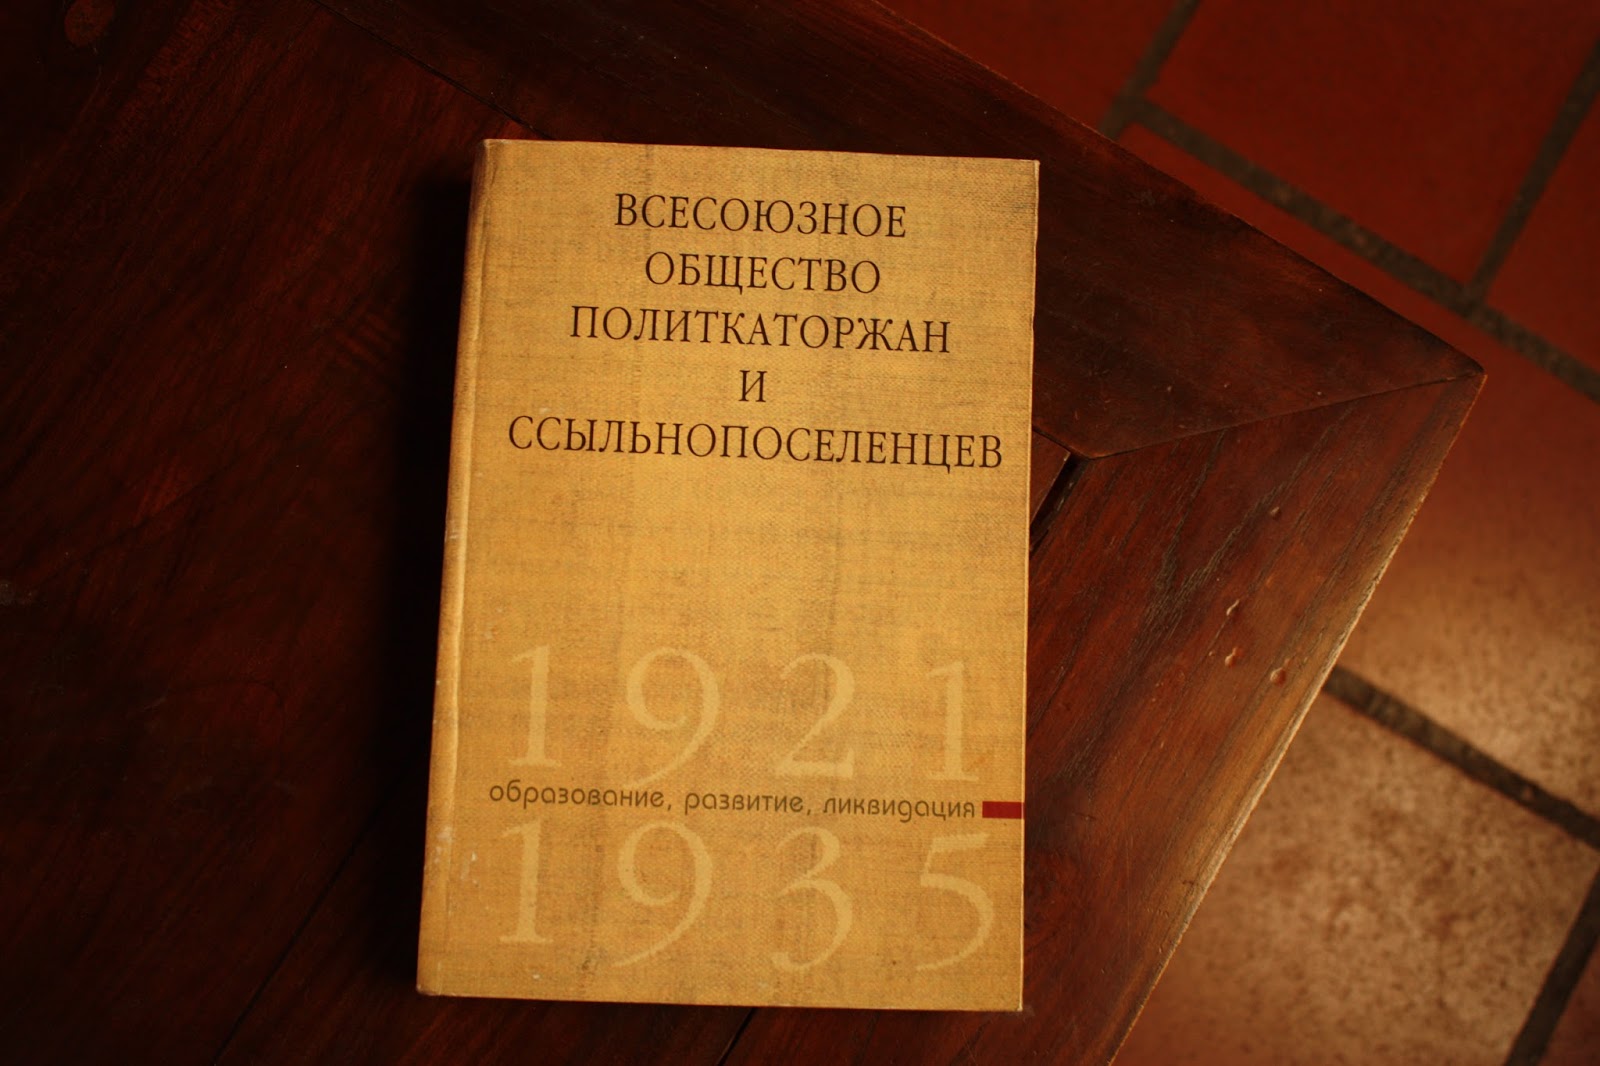 ВСЕСОЮЗНОЕ
ОБЩЕСТВО
ПОЛИТКАТОРЖАН
И
ССЫЛЬНОПОСЕЛЕНЦЕВ
1921
образование, развитие, ликвидация
1935